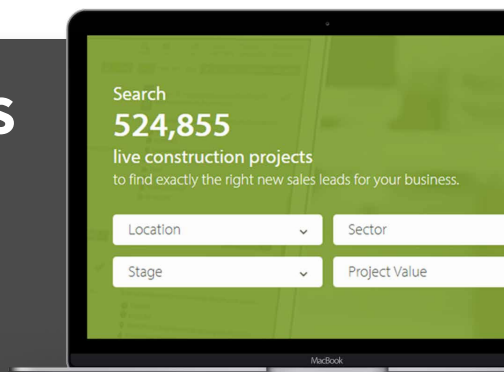 s
Search
524,855
live construction projects
to find exactly the right new sales leads for your business.
Location
Sector
Stage
Project Value
MacBook